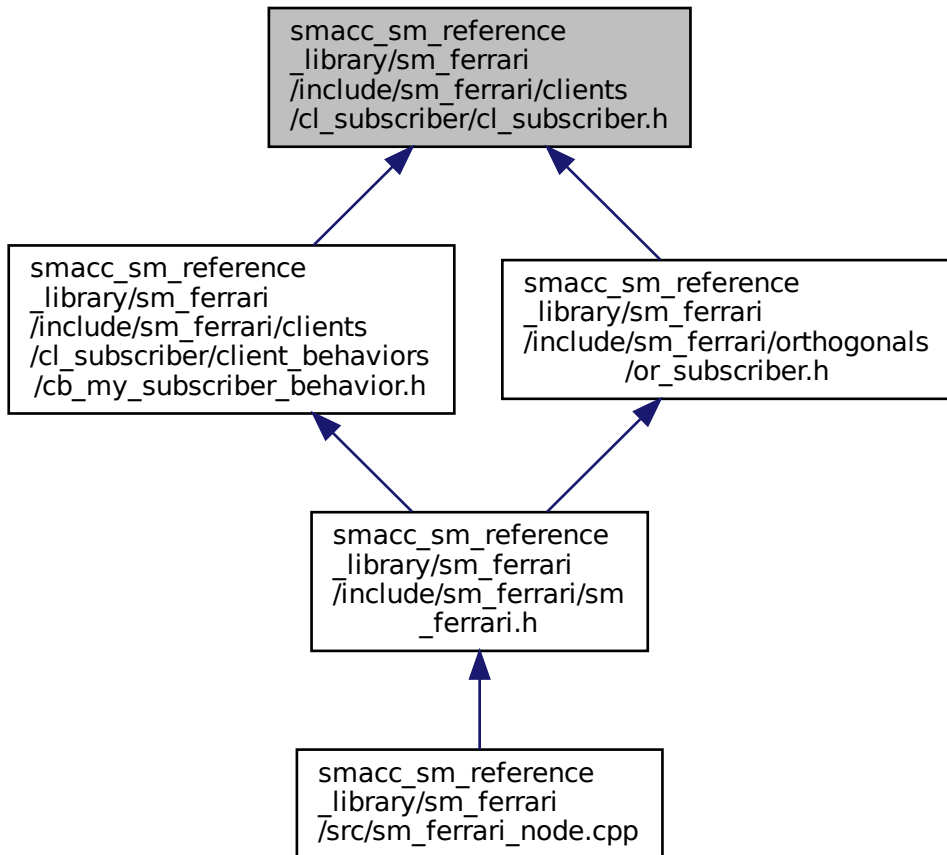 smacc_sm_reference
_library/sm_ferrari
/include/sm_ferrari/clients
/cl_subscriber/cl_subscriber.h
smacc_sm_reference
_library/sm_ferrari
/include/sm_ferrari/clients
/cl_subscriber/client_behaviors
/cb_my_subscriber_behavior.h
smacc_sm_reference
_library/sm_ferrari
/include/sm_ferrari/orthogonals
/or_subscriber.h
smacc_sm_reference
_library/sm_ferrari
/include/sm_ferrari/sm
_ferrari.h
smacc_sm_reference
_library/sm_ferrari
/src/sm_ferrari_node.cpp